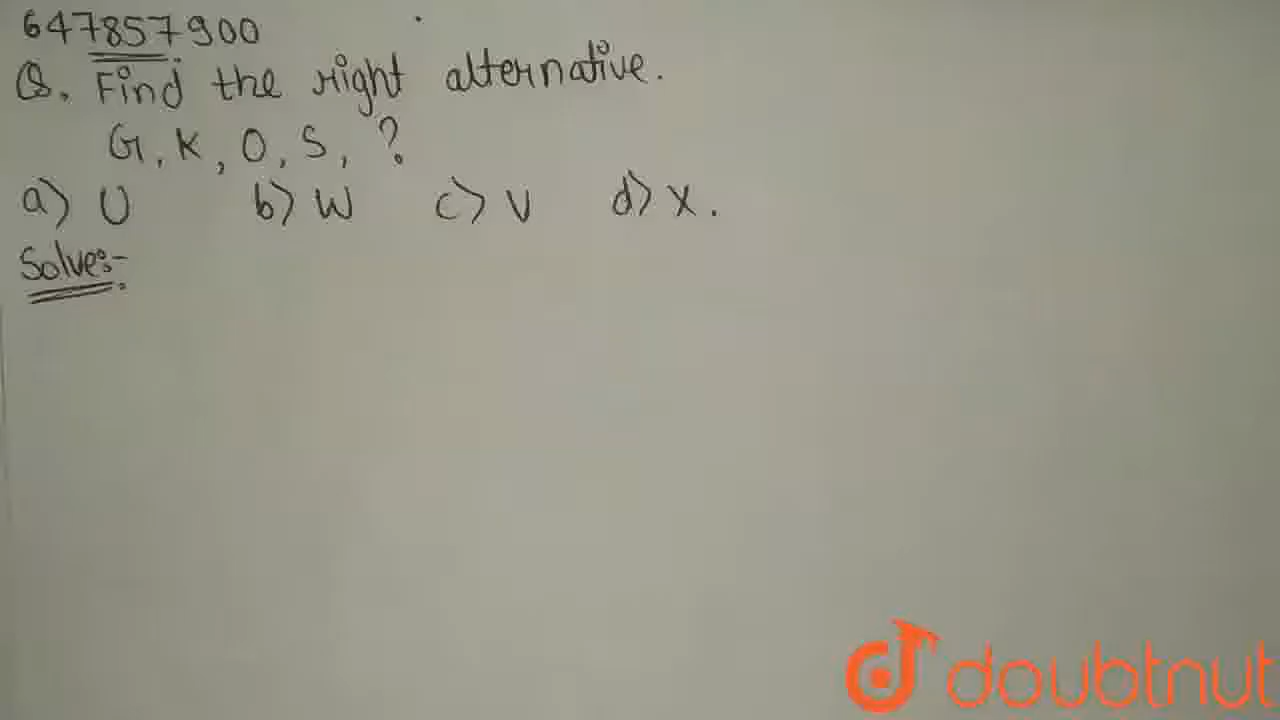 647857900
Q. Find the right alternative.
G, K, O, S, ?
a) U b) W c) V d) X.
Solve:-
doubtnut